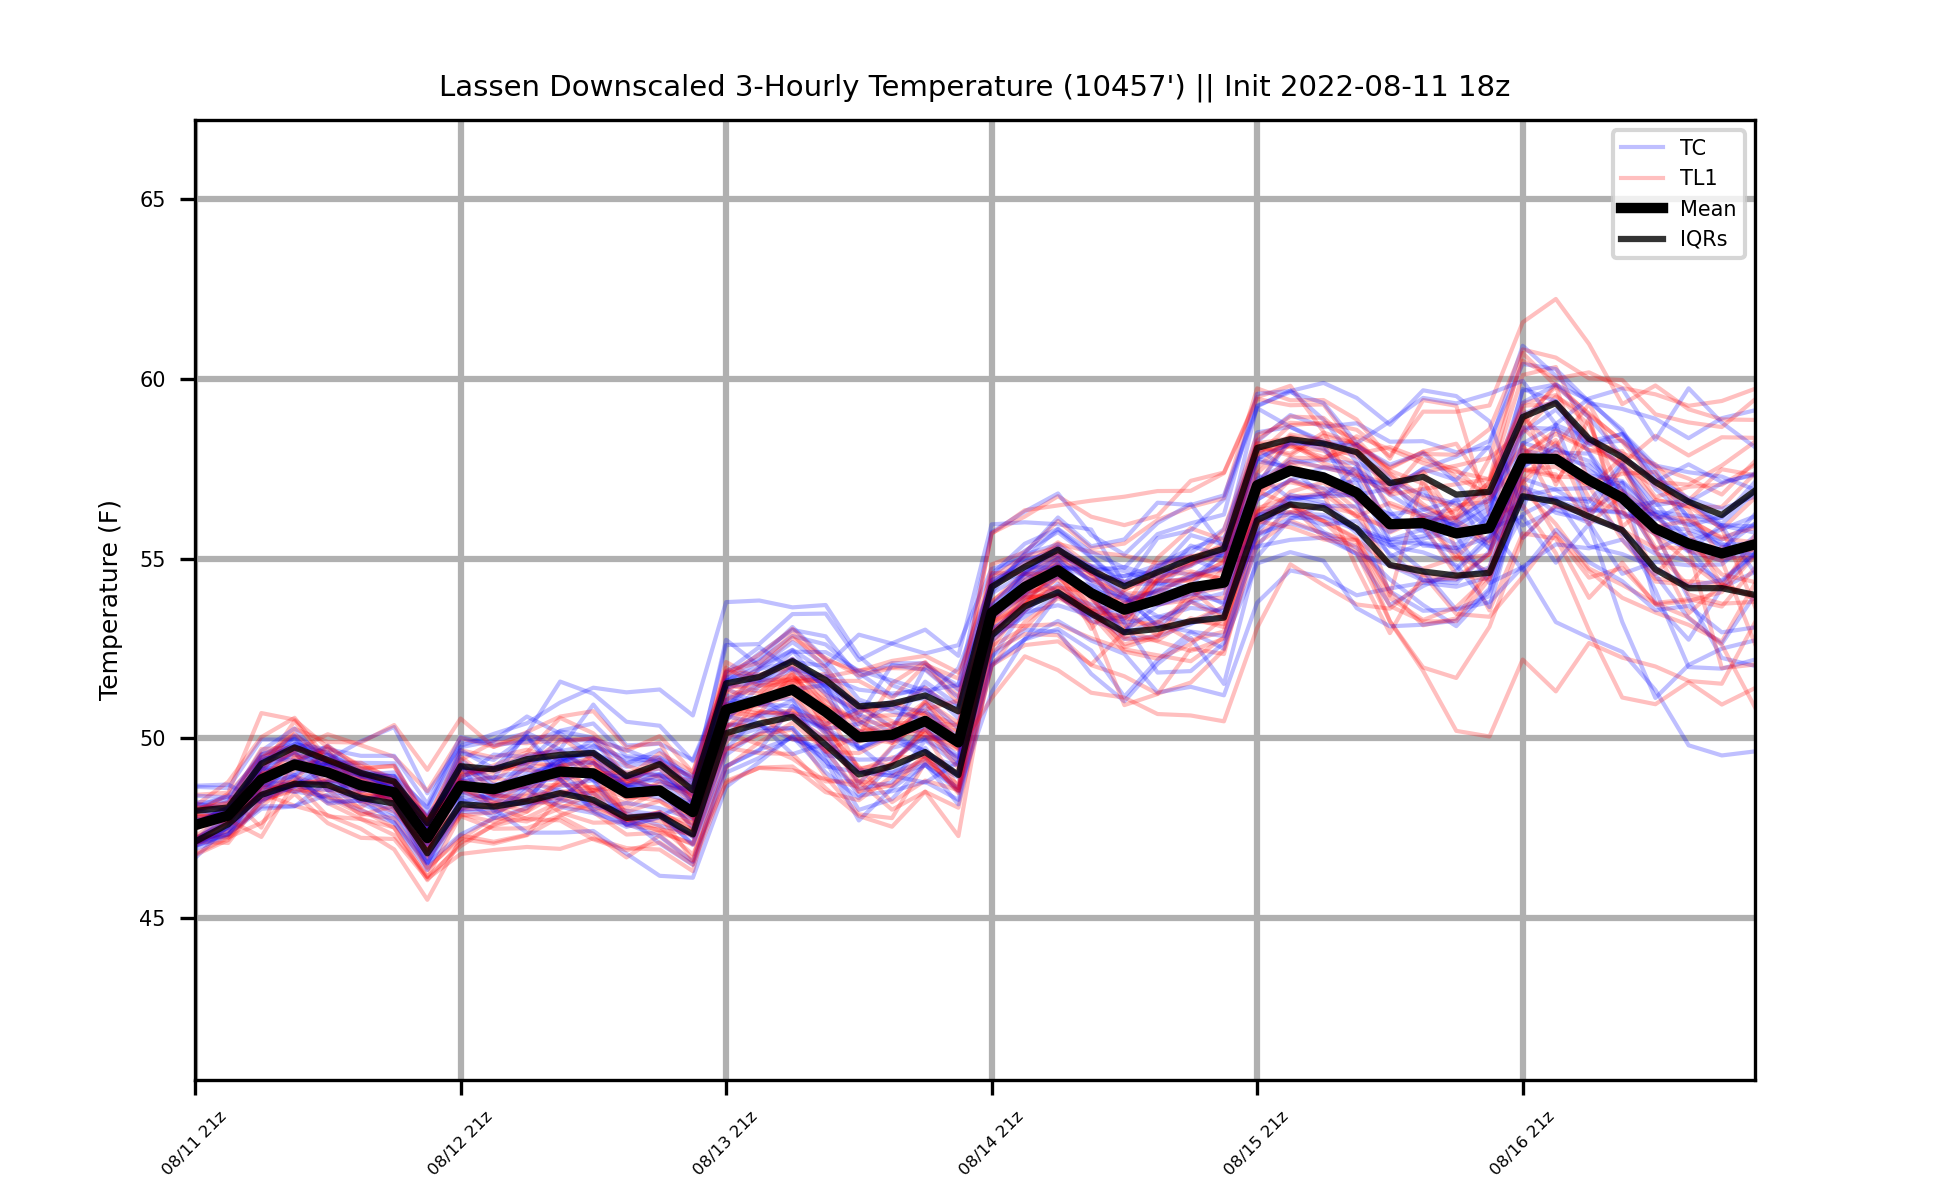 Lassen Downscaled 3-Hourly Temperature (10457') || Init 2022-08-11 18z
TC
TL1
Mean
IQRs
Temperature (F)
65
60
55
50
45
08/11 21z
08/12 21z
08/13 21z
08/14 21z
08/15 21z
08/16 21z